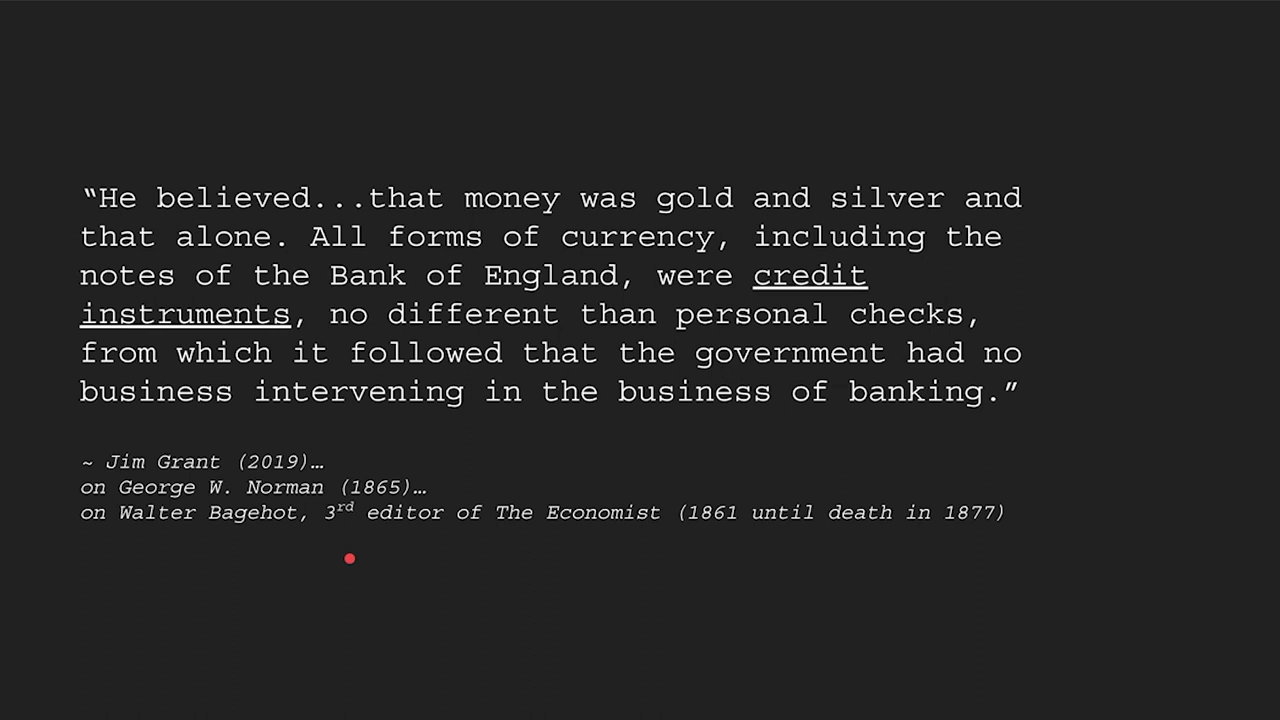 “He believed...that money was gold and silver and
that alone. All forms of currency, including the
notes of the Bank of England, were credit
instruments, no different than personal checks,
from which it followed that the government had no
business intervening in the business of banking.”
~ Jim Grant (2019)…
on George W. Norman (1865)…
on Walter Bagehot, 3rd editor of The Economist (1861 until death in 1877)